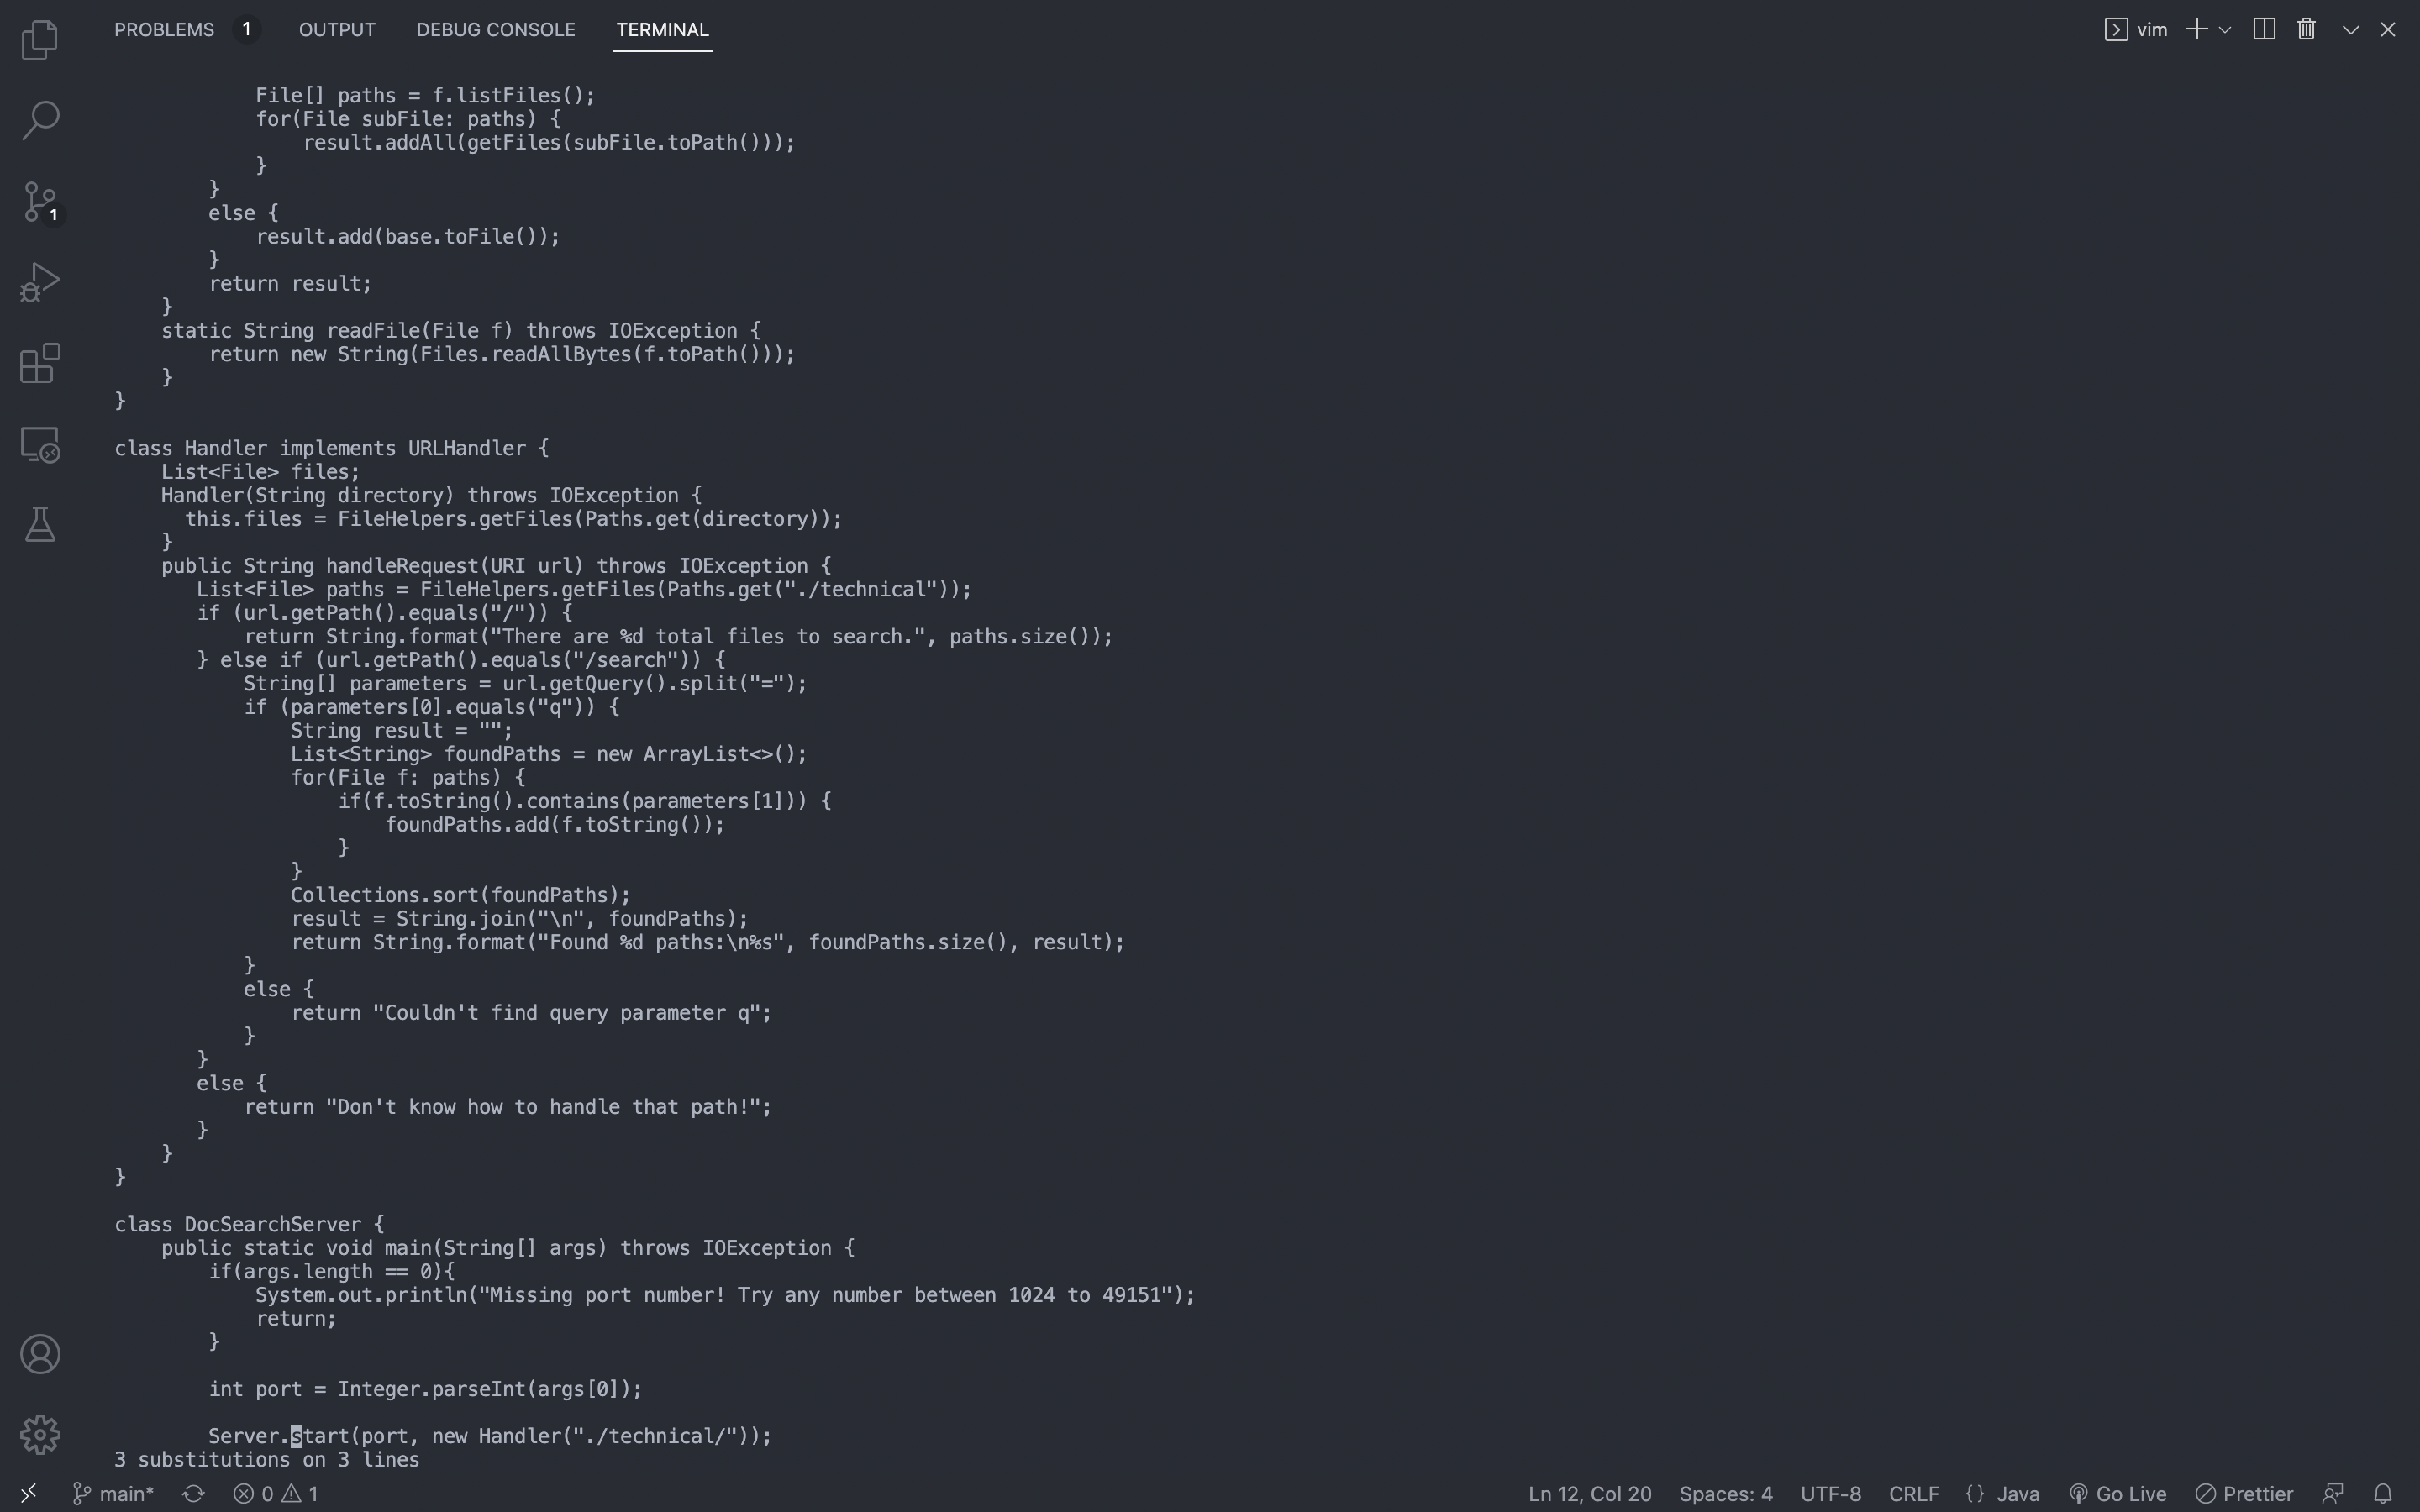 PROBLEMS 1 OUTPUT DEBUG CONSOLE TERMINAL vim
            File[] paths = f.listFiles();
            for(File subFile: paths) {
                result.addAll(getFiles(subFile.toPath()));
            }
        }
        else {
            result.add(base.toFile());
        }
        return result;
    }
    static String readFile(File f) throws IOException {
        return new String(Files.readAllBytes(f.toPath()));
    }
}
1
class Handler implements URLHandler {
    List<File> files;
    Handler(String directory) throws IOException {
      this.files = FileHelpers.getFiles(Paths.get(directory));
    }
    public String handleRequest(URI url) throws IOException {
       List<File> paths = FileHelpers.getFiles(Paths.get("./technical"));
       if (url.getPath().equals("/")) {
           return String.format("There are %d total files to search.", paths.size());
       } else if (url.getPath().equals("/search")) {
           String[] parameters = url.getQuery().split("=");
           if (parameters[0].equals("q")) {
               String result = "";
               List<String> foundPaths = new ArrayList<>();
               for(File f: paths) {
                   if(f.toString().contains(parameters[1])) {
                       foundPaths.add(f.toString());
                   }
               }
               Collections.sort(foundPaths);
               result = String.join("\n", foundPaths);
               return String.format("Found %d paths:\n%s", foundPaths.size(), result);
           }
           else {
               return "Couldn't find query parameter q";
           }
       }
       else {
           return "Don't know how to handle that path!";
       }
    }
}
class DocSearchServer {
    public static void main(String[] args) throws IOException {
        if(args.length == 0){
            System.out.println("Missing port number! Try any number between 1024 to 49151");
            return;
        }
        int port = Integer.parseInt(args[0]);
        Server.start(port, new Handler("./technical/"));
3 substitutions on 3 lines
main* 0 1 Ln 12, Col 20 Spaces: 4 UTF-8 CRLF {} Java Go Live Prettier